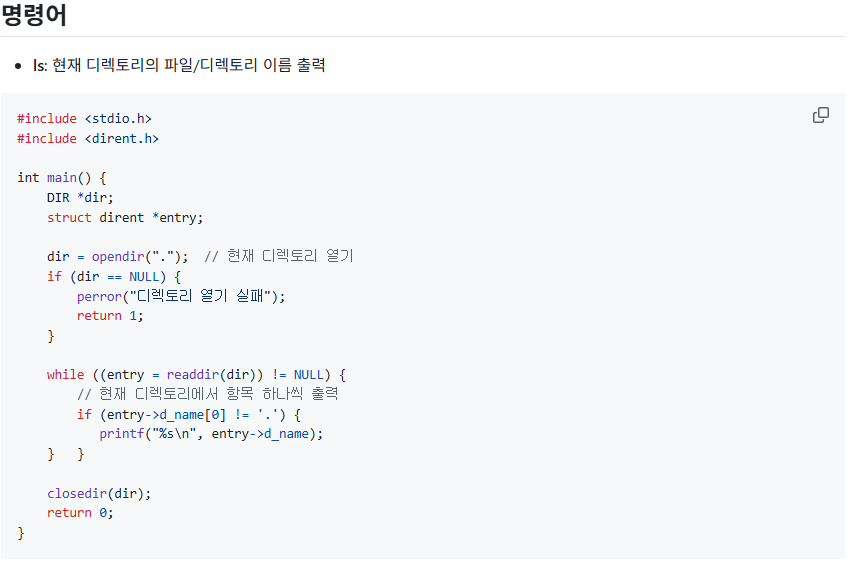 명령어
• ls: 현재 디렉토리의 파일/디렉토리 이름 출력
#include <stdio.h>
#include <dirent.h>
int main() {
    DIR *dir;
    struct dirent *entry;
    dir = opendir(".");  // 현재 디렉토리 열기
    if (dir == NULL) {
        perror("디렉토리 열기 실패");
        return 1;
    }
    while ((entry = readdir(dir)) != NULL) {
        // 현재 디렉토리에서 항목 하나씩 출력
        if (entry->d_name[0] != '.') {
           printf("%s\n", entry->d_name);
    }   }
    closedir(dir);
    return 0;
}